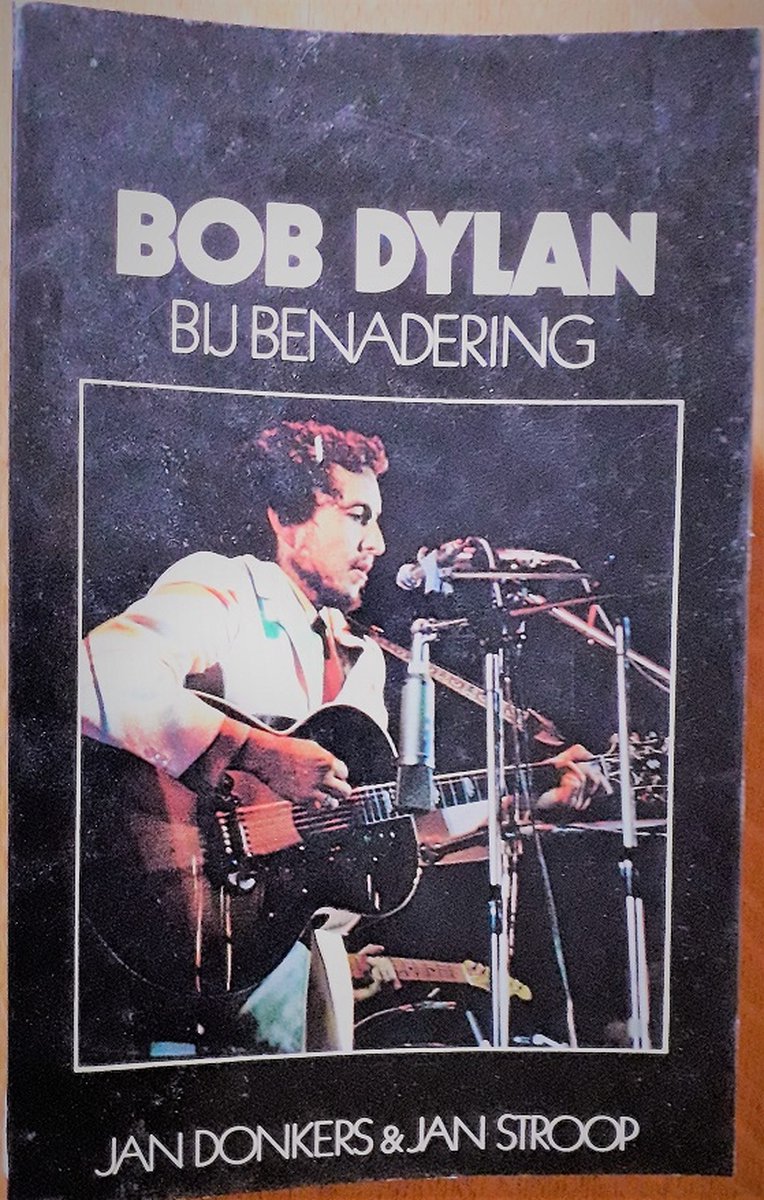 BOB DYLAN
BIJ BENADERING
JAN DONKERS & JAN STROOP